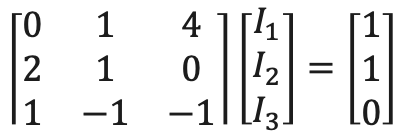 [0 1 4] [I₁] = [1]
[2 1 0] [I₂] = [1]
[1 −1 −1] [I₃] = [0]